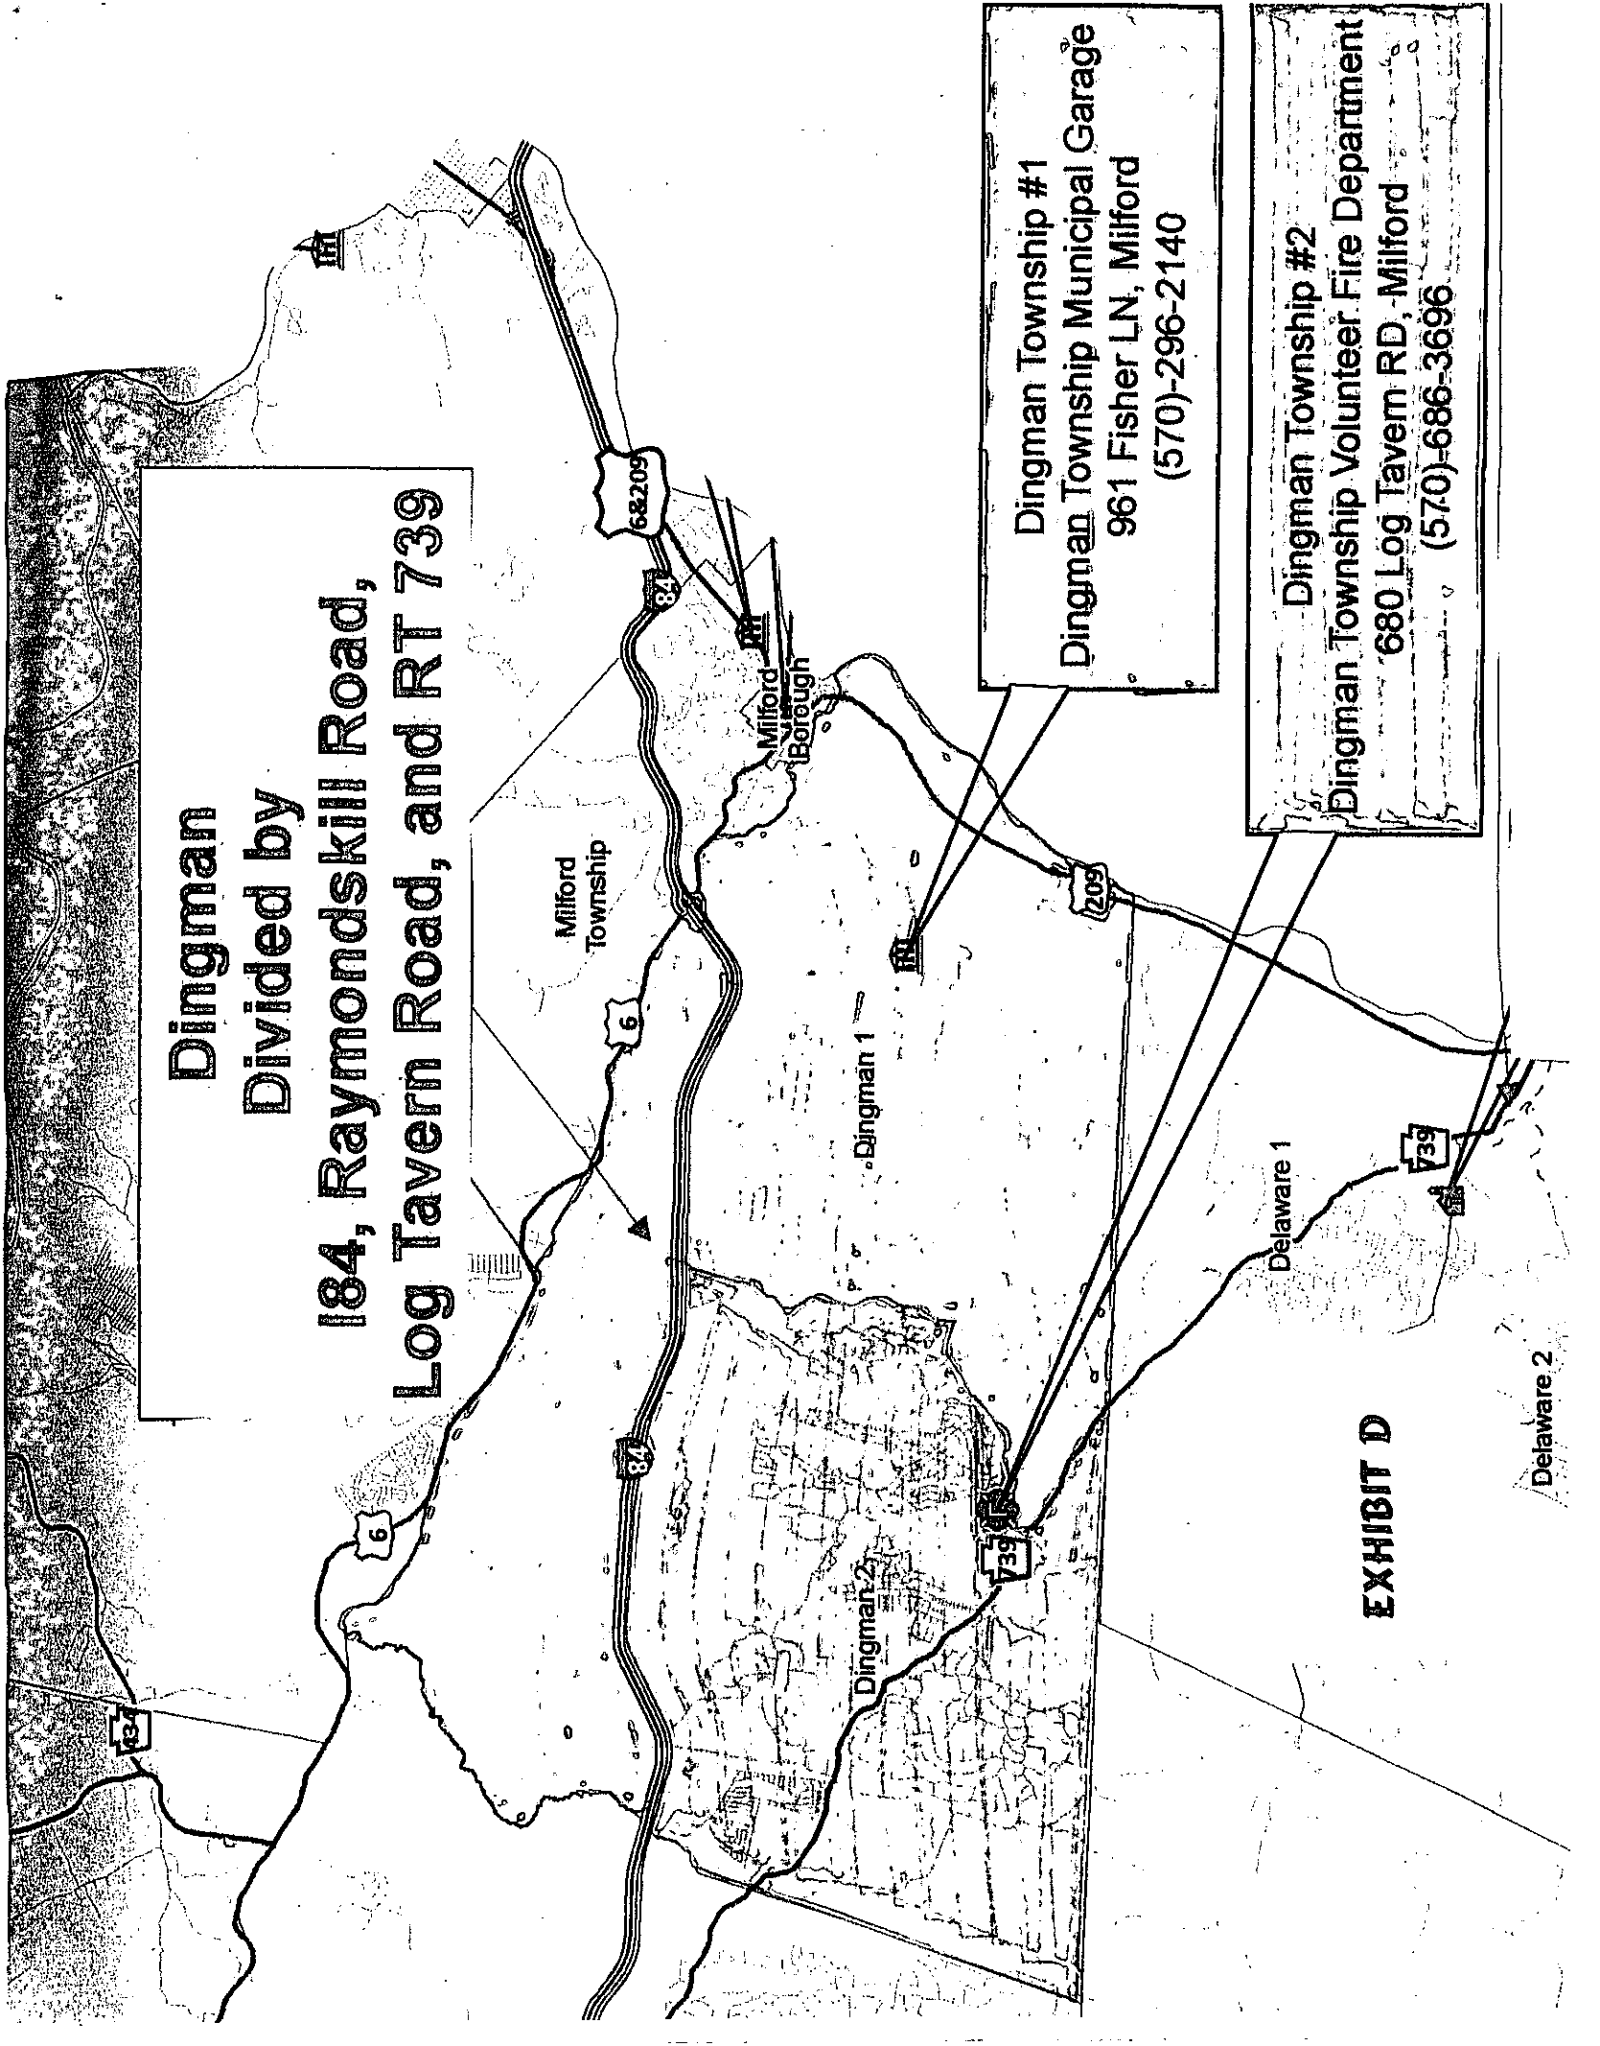 Dingman
Divided by
I84, Raymondskill Road,
Log Tavern Road, and RT 739
434
6
6
84
84
6&209
Milford
Township
Milford
Borough
Dingman 1
Dingman 2
739
209
Dingman Township #1
Dingman Township Municipal Garage
961 Fisher LN, Milford
(570)-296-2140
Delaware 1
739
Dingman Township #2
Dingman Township Volunteer Fire Department
680 Log Tavern RD, Milford
(570)-686-3696
EXHIBIT D
Delaware 2